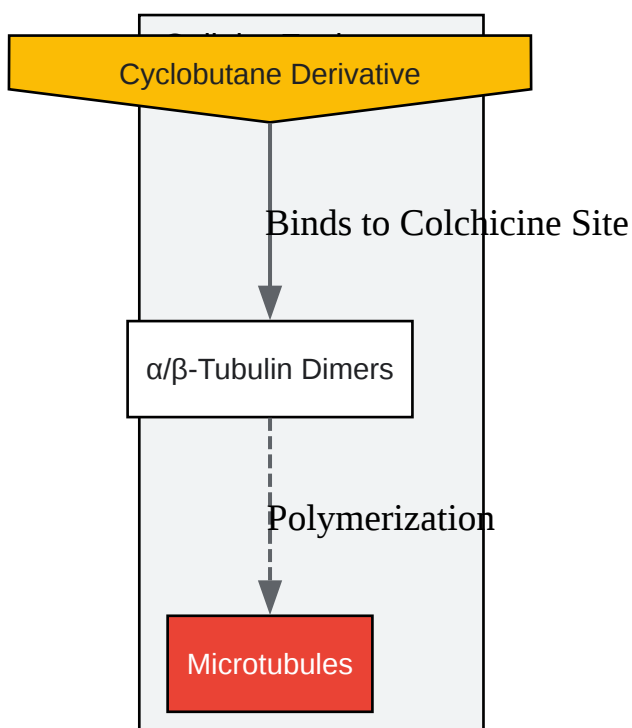 Cyclobutane Derivative
Binds to Colchicine Site
α/β-Tubulin Dimers
Polymerization
Microtubules